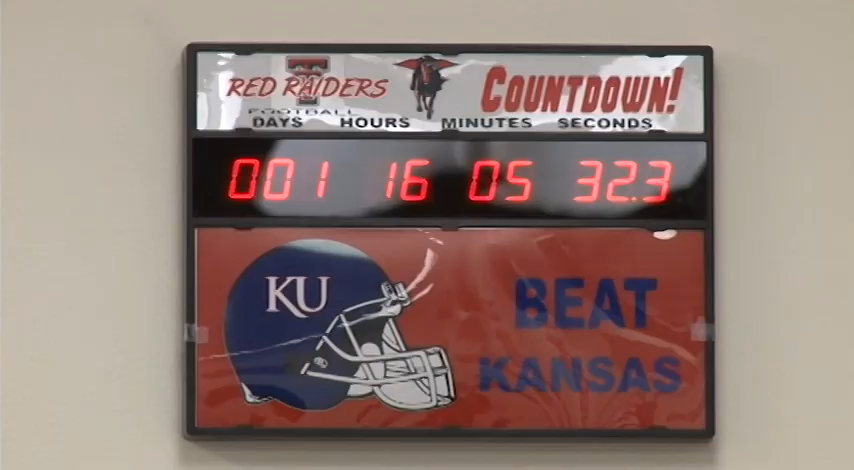 RED RAIDERS
FOOTBALL
COUNTDOWN!
DAYS HOURS MINUTES SECONDS
001 16 05 32.3
KU
BEAT
KANSAS